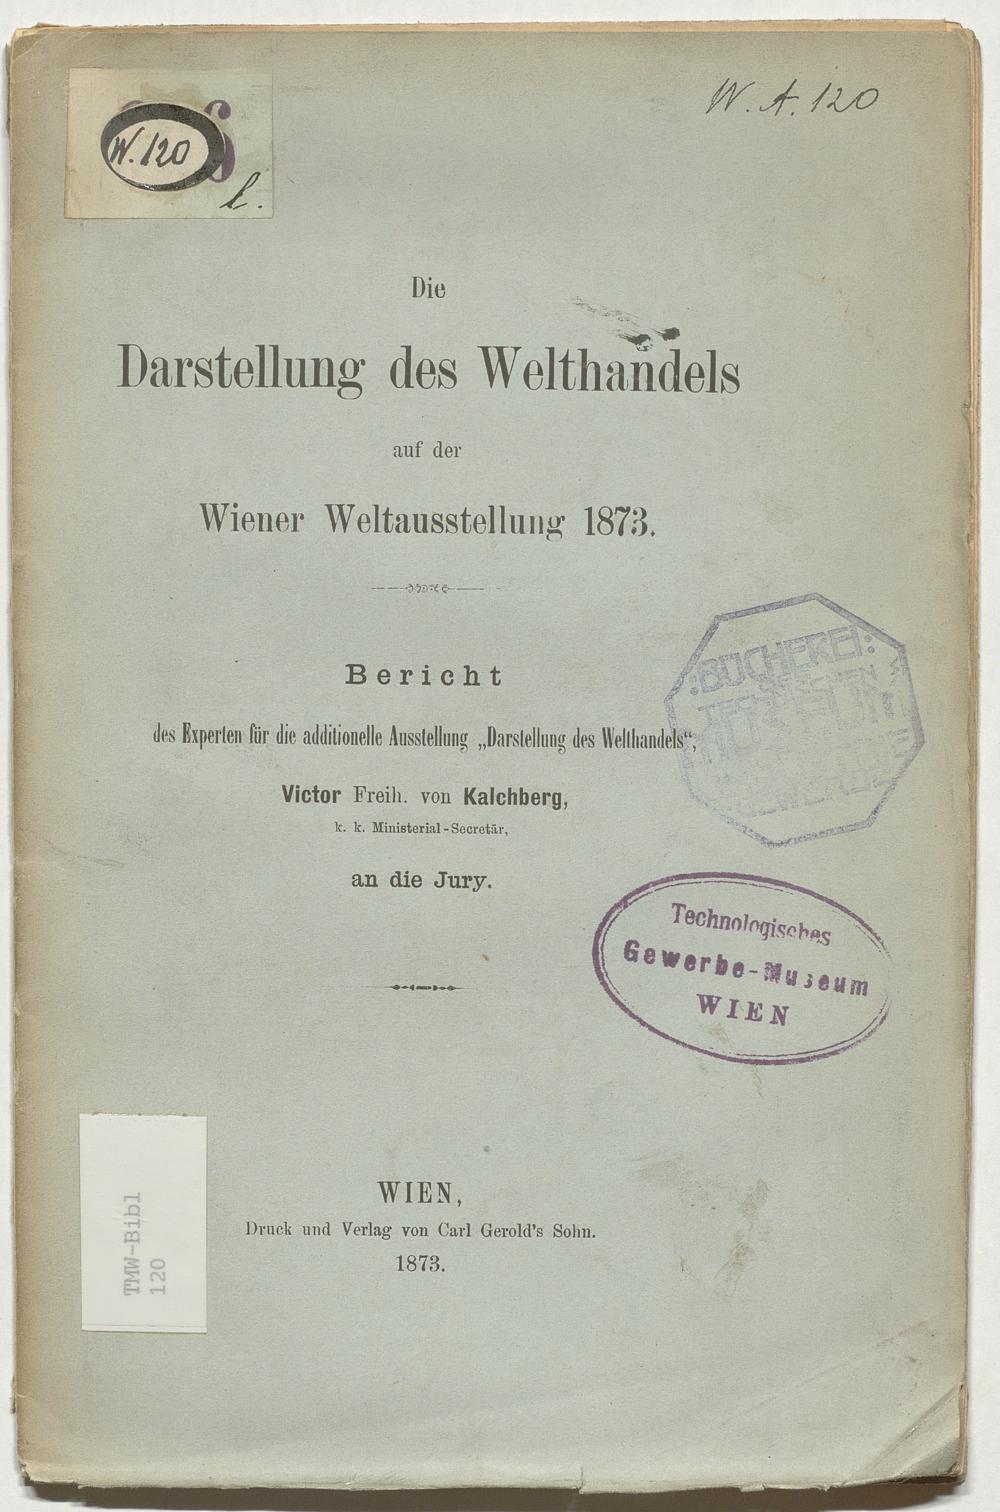 W. A. 120
W. 120
l.
Die
Darstellung des Welthandels
auf der
Wiener Weltausstellung 1873.
Bericht
des Experten für die additionelle Ausstellung „Darstellung des Welthandels“,
Victor Freih. von Kalchberg,
k. k. Ministerial-Secretär,
an die Jury.
BÜCHEREI:
Technologisches
Gewerbe-Museum
WIEN
WIEN,
Druck und Verlag von Carl Gerold's Sohn.
1873.
TMW-Bibl
120